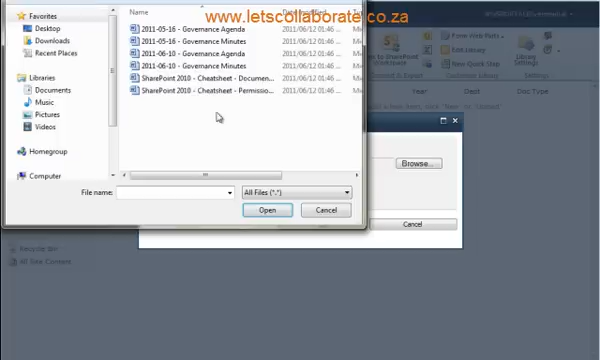 www.letscollaborate.co.za
Favorites
Desktop
Downloads
Recent Places
Libraries
Documents
Music
Pictures
Videos
Homegroup
Computer
2011-05-16 - Governance Agenda 2011/06/12 01:46 ...
2011-05-16 - Governance Minutes 2011/06/12 01:46 ...
2011-06-10 - Governance Agenda 2011/06/12 01:46 ...
2011-06-10 - Governance Minutes 2011/06/12 01:46 ...
SharePoint 2010 - Cheatsheet - Documen... 2011/06/12 01:46 ...
SharePoint 2010 - Cheatsheet - Permissio... 2011/06/12 01:46 ...
File name:
All Files (*.*)
Open
Cancel
Browse...
Cancel
to SharePoint
Workspace
Form Web Parts
Edit Library
New Quick Step
Library
Settings
Customize Library
Settings
Year
Doc Type
Recycle Bin
All Site Content